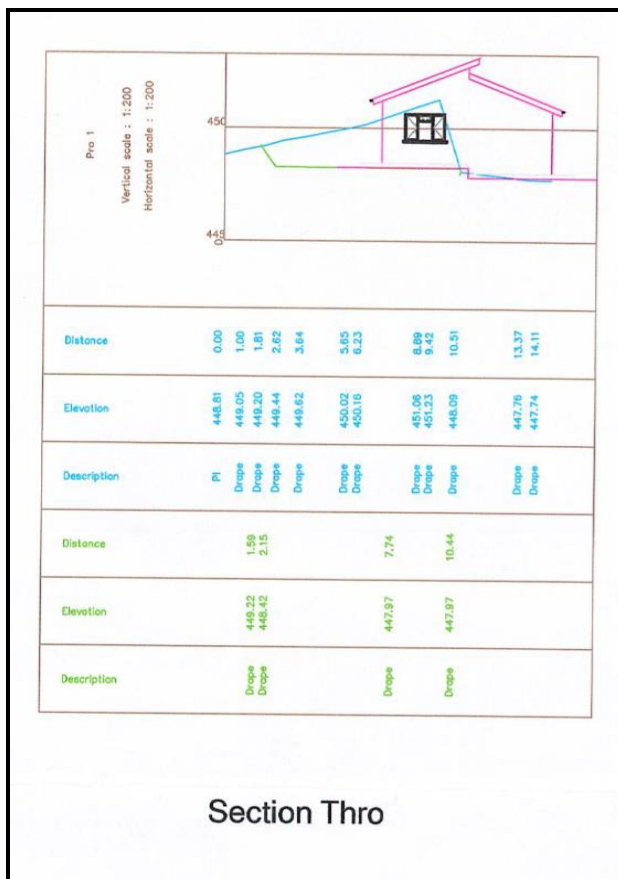 Pro 1
Vertical scale : 1:200
Horizontal scale : 1:200
450
445
0
Distance 0.00 1.00 1.81 2.62 3.64 5.65 6.23 8.89 9.42 10.51 13.37 14.11
Elevation 448.81 449.05 449.20 449.44 449.62 450.02 450.16 451.06 451.23 448.09 447.76 447.74
Description PI Drape Drape Drape Drape Drape Drape Drape Drape Drape Drape Drape
Distance 1.59 2.15 7.74 10.44
Elevation 449.22 448.42 447.97 447.97
Description Drape Drape Drape Drape
Section Thro